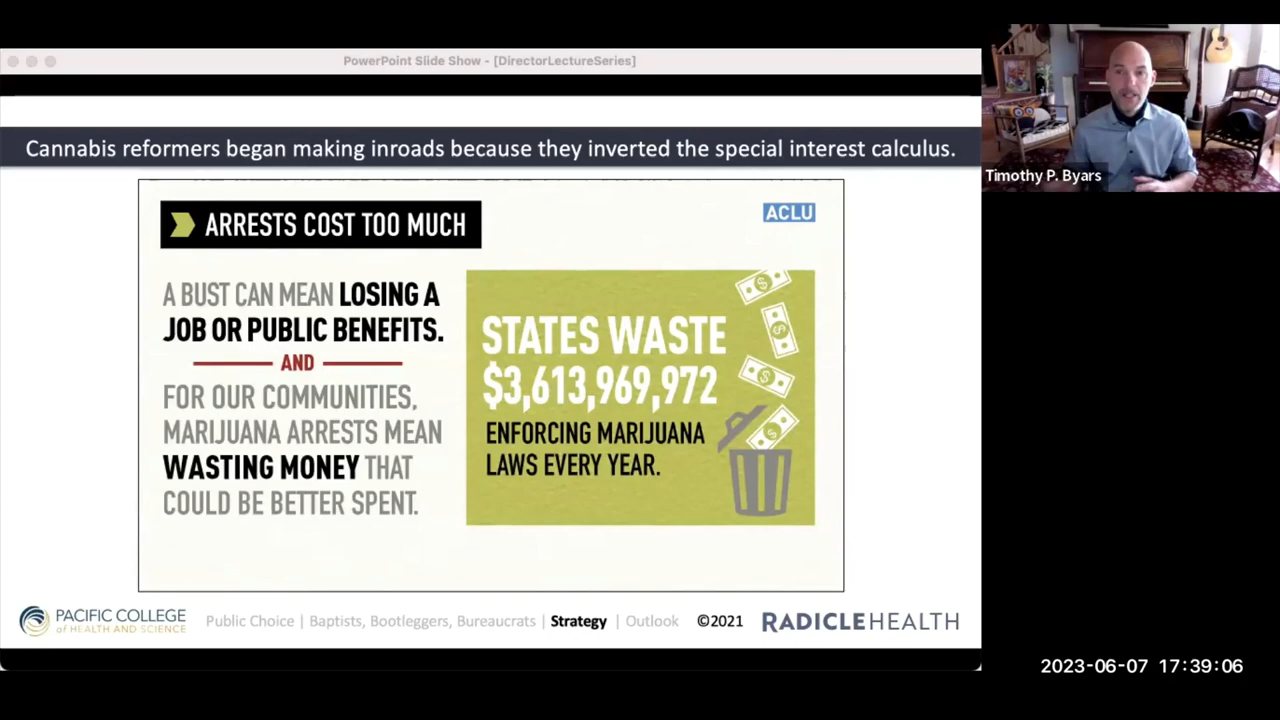 PowerPoint Slide Show - [DirectorLectureSeries]
Cannabis reformers began making inroads because they inverted the special interest calculus.
Timothy P. Byars
ARRESTS COST TOO MUCH
ACLU
A BUST CAN MEAN LOSING A
JOB OR PUBLIC BENEFITS.
AND
FOR OUR COMMUNITIES,
MARIJUANA ARRESTS MEAN
WASTING MONEY THAT
COULD BE BETTER SPENT.
STATES WASTE
$3,613,969,972
ENFORCING MARIJUANA
LAWS EVERY YEAR.
PACIFIC COLLEGE
of HEALTH AND SCIENCE
Public Choice | Baptists, Bootleggers, Bureaucrats | Strategy | Outlook ©2021
RADICLEHEALTH
2023-06-07 17:39:06